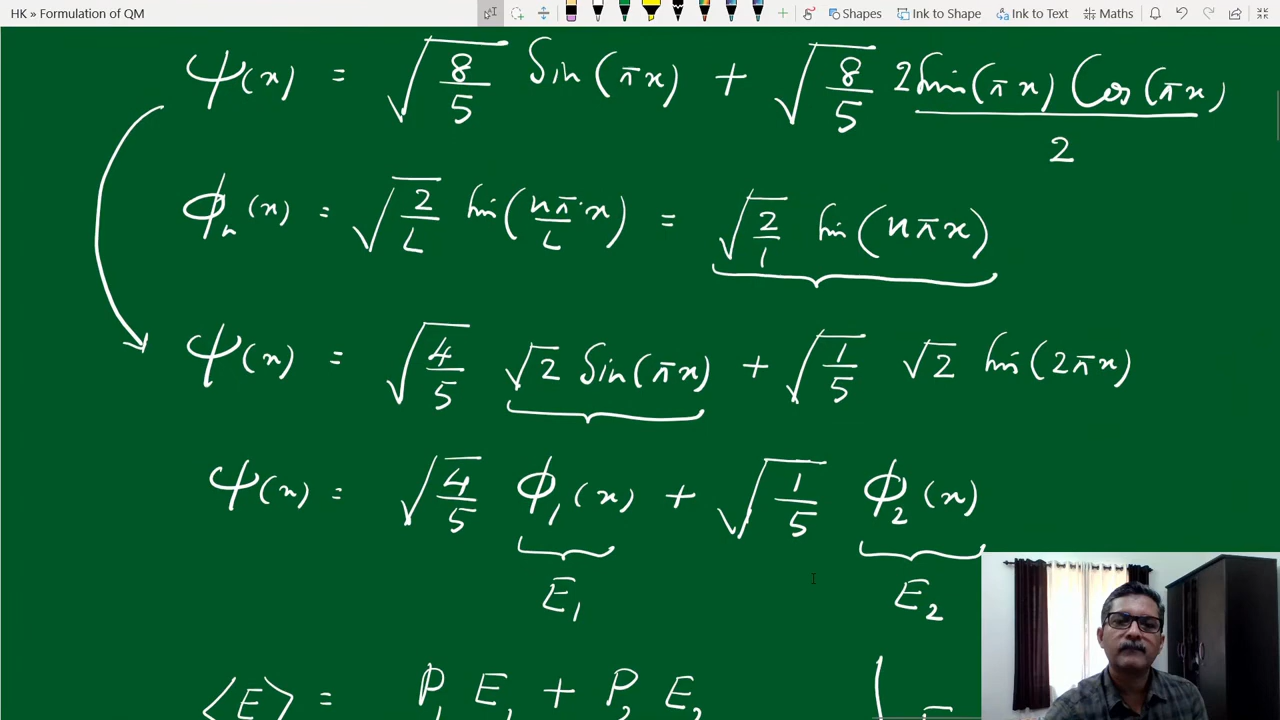 HK » Formulation of QM
Shapes Ink to Shape Ink to Text Maths
ψ(x) = √(8/5) Sin(πx) + √(8/5) 2Sin(πx) Cos(πx)/2
ϕₙ(x) = √(2/L) Sin(nπ·x/L) = √(2/1) Sin(nπx)
ψ(x) = √(4/5) √2 Sin(πx) + √(1/5) √2 Sin(2πx)
ψ(x) = √(4/5) ϕ₁(x) + √(1/5) ϕ₂(x)
E₁ E₂
⟨E⟩ = P₁ E₁ + P₂ E₂